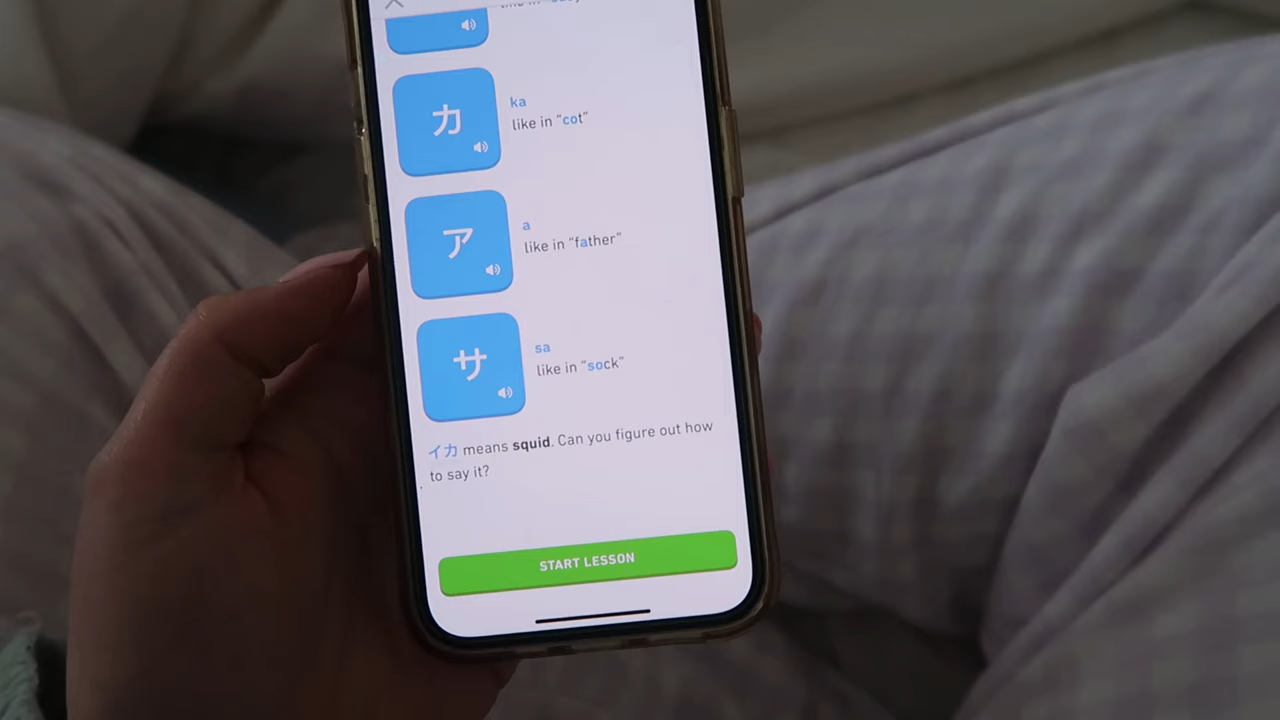 カ
ka
like in "cot"
ア
a
like in "father"
サ
sa
like in "sock"
イカ means squid. Can you figure out how
to say it?
START LESSON